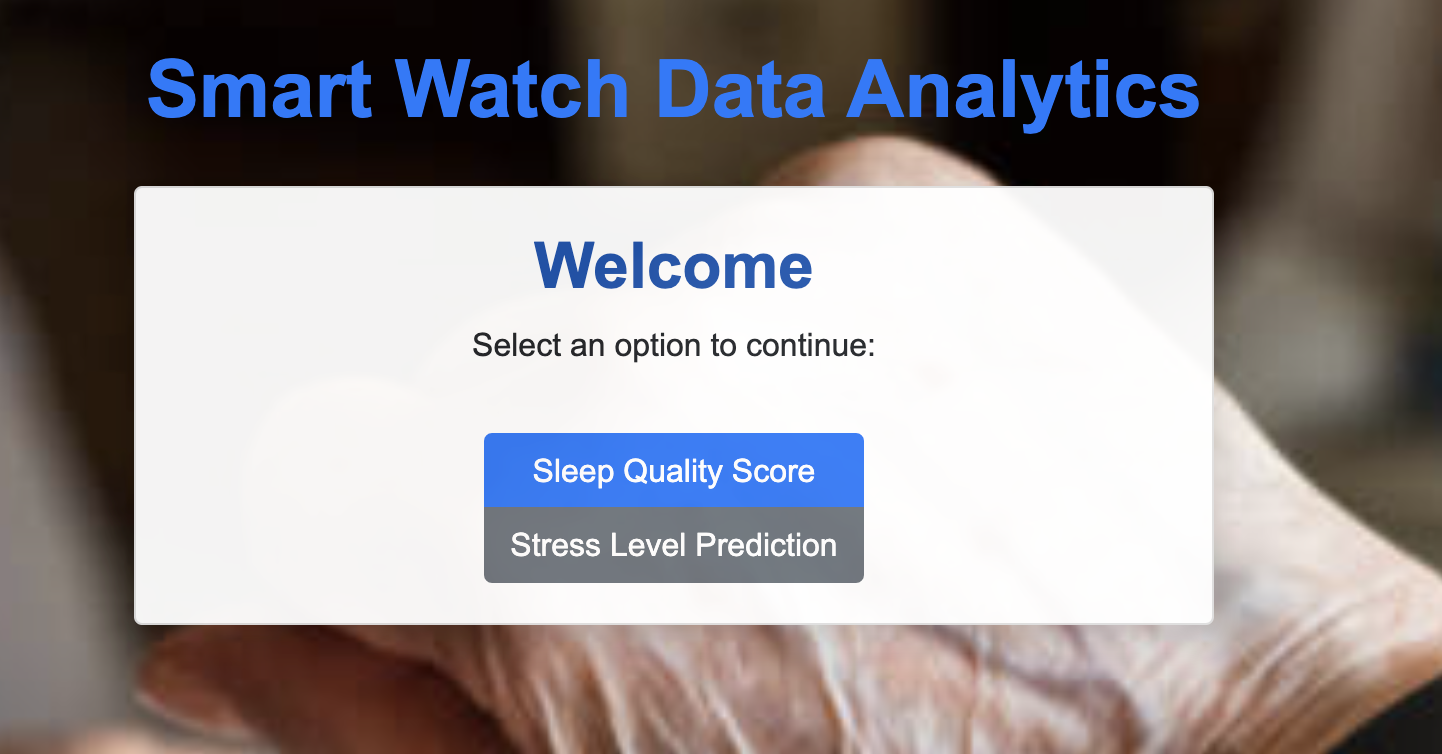 Smart Watch Data Analytics
Welcome
Select an option to continue:
Sleep Quality Score
Stress Level Prediction